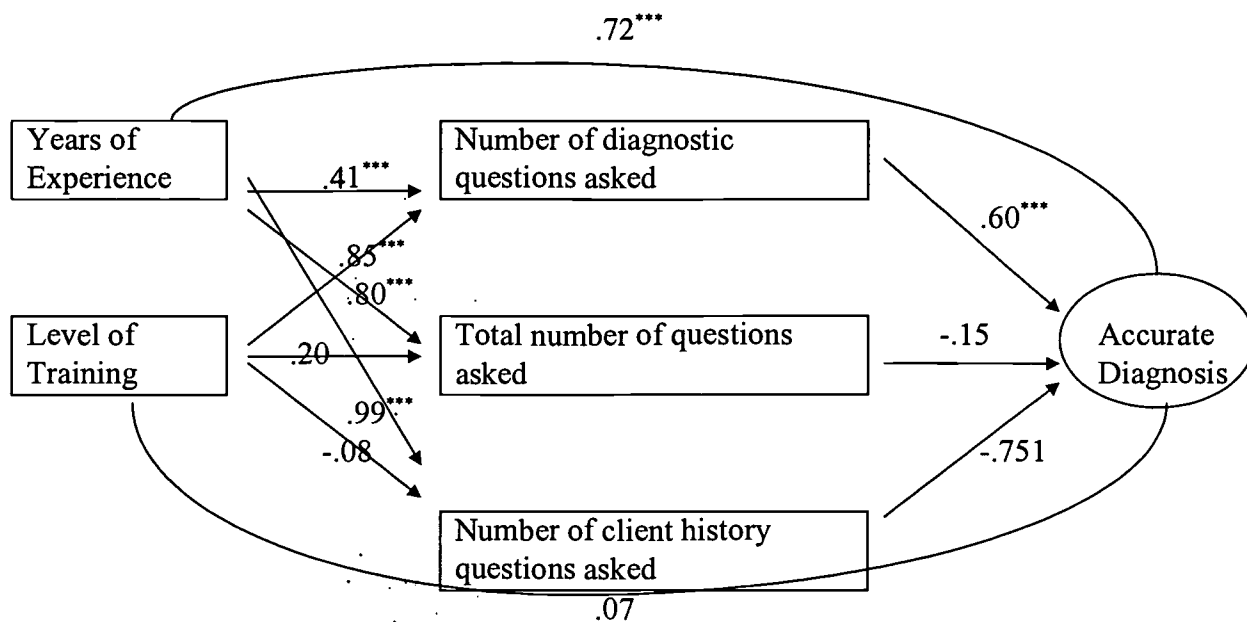 .72***
Years of
Experience
Number of diagnostic
questions asked
.41***
.60***
.85***
.80***
Level of
Training
.20
Total number of questions
asked
-.15
Accurate
Diagnosis
.99***
-.08
-.751
Number of client history
questions asked
.07